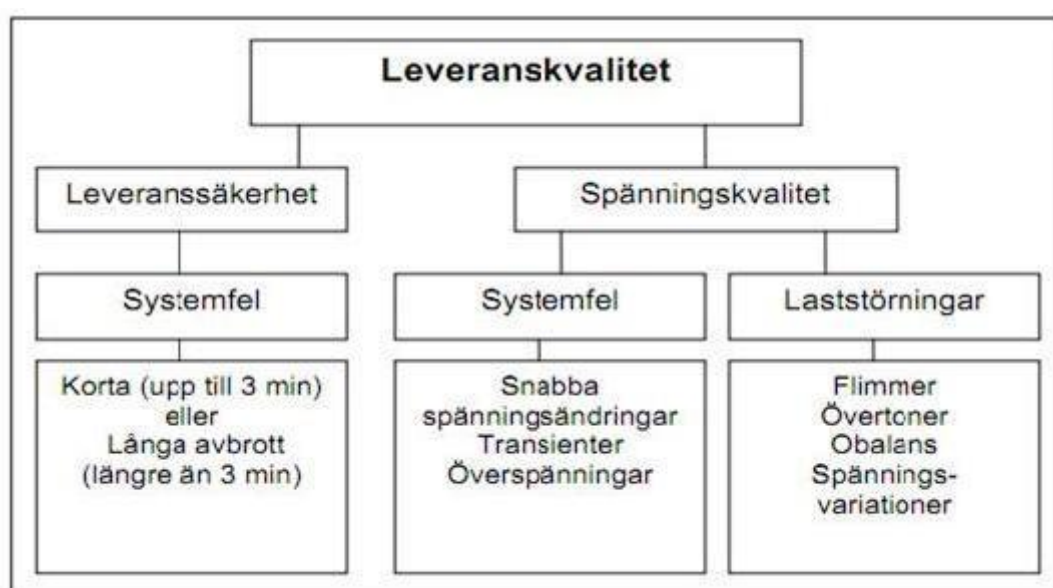 Leveranskvalitet
Leveranssäkerhet
Spänningskvalitet
Systemfel
Systemfel
Laststörningar
Korta (upp till 3 min)
eller
Långa avbrott
(längre än 3 min)
Snabba
spänningsändringar
Transienter
Överspänningar
Flimmer
Övertoner
Obalans
Spännings-
variationer